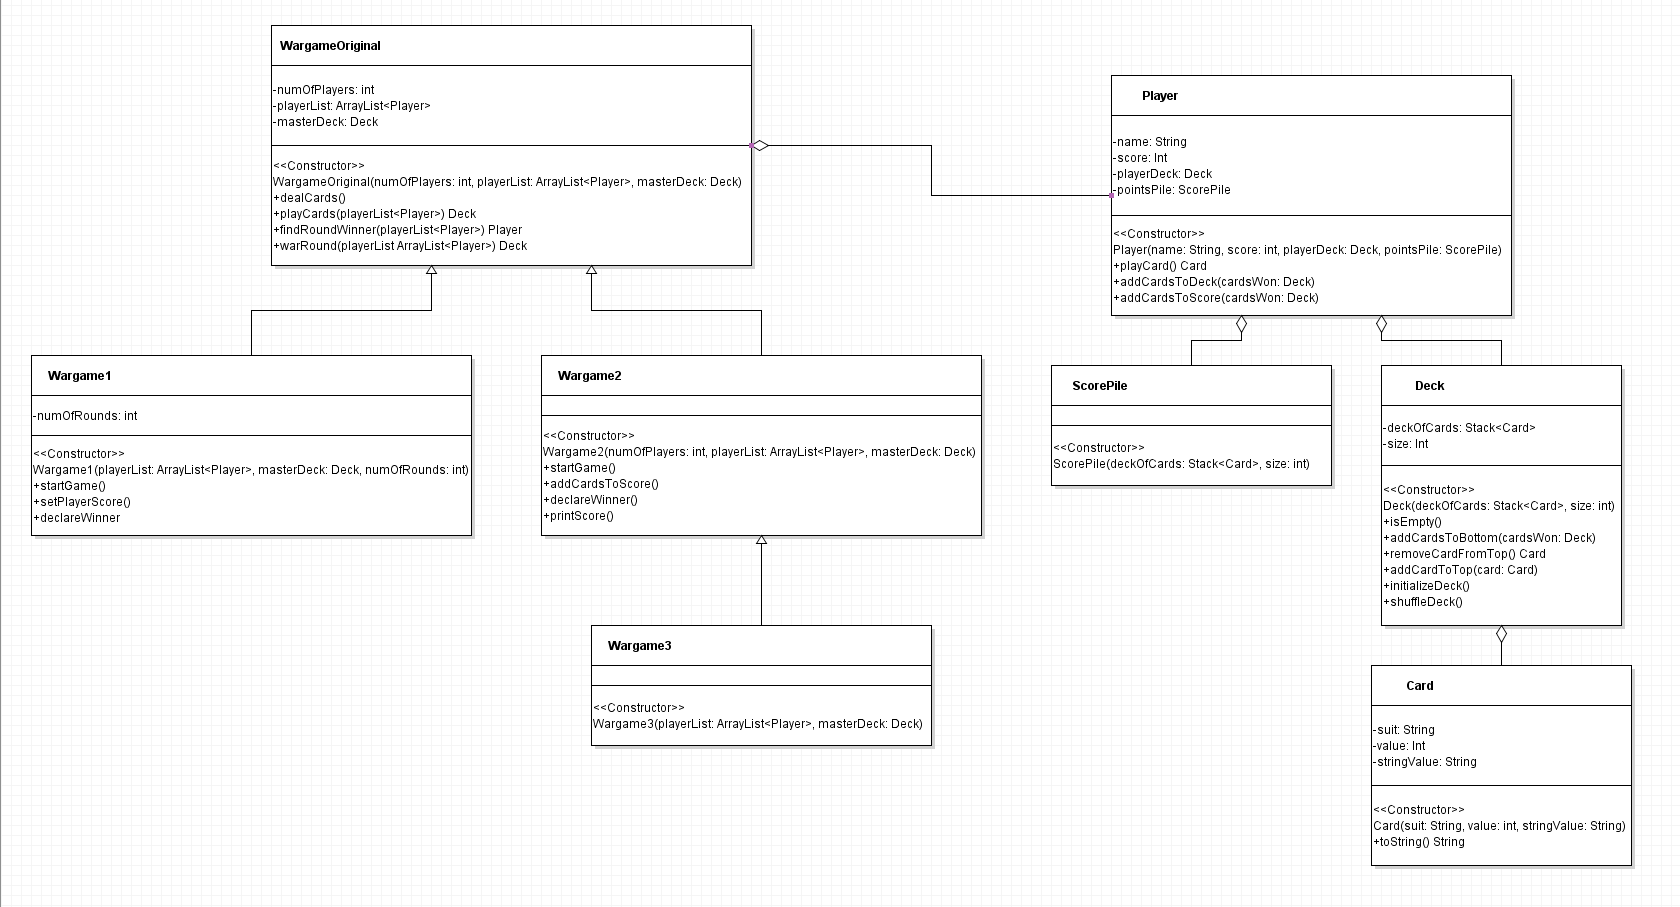 WargameOriginal
-numOfPlayers: int
-playerList: ArrayList<Player>
-masterDeck: Deck
<<Constructor>>
WargameOriginal(numOfPlayers: int, playerList: ArrayList<Player>, masterDeck: Deck)
+dealCards()
+playCards(playerList<Player>) Deck
+findRoundWinner(playerList<Player>) Player
+warRound(playerList ArrayList<Player>) Deck
Player
-name: String
-score: Int
-playerDeck: Deck
-pointsPile: ScorePile
<<Constructor>>
Player(name: String, score: int, playerDeck: Deck, pointsPile: ScorePile)
+playCard() Card
+addCardsToDeck(cardsWon: Deck)
+addCardsToScore(cardsWon: Deck)
Wargame1
-numOfRounds: int
<<Constructor>>
Wargame1(playerList: ArrayList<Player>, masterDeck: Deck, numOfRounds: int)
+startGame()
+setPlayerScore()
+declareWinner
Wargame2
<<Constructor>>
Wargame2(numOfPlayers: int, playerList: ArrayList<Player>, masterDeck: Deck)
+startGame()
+addCardsToScore()
+declareWinner()
+printScore()
ScorePile
<<Constructor>>
ScorePile(deckOfCards: Stack<Card>, size: int)
Deck
-deckOfCards: Stack<Card>
-size: Int
<<Constructor>>
Deck(deckOfCards: Stack<Card>, size: int)
+isEmpty()
+addCardsToBottom(cardsWon: Deck)
+removeCardFromTop() Card
+addCardToTop(card: Card)
+initializeDeck()
+shuffleDeck()
Wargame3
<<Constructor>>
Wargame3(playerList: ArrayList<Player>, masterDeck: Deck)
Card
-suit: String
-value: Int
-stringValue: String
<<Constructor>>
Card(suit: String, value: int, stringValue: String)
+toString() String